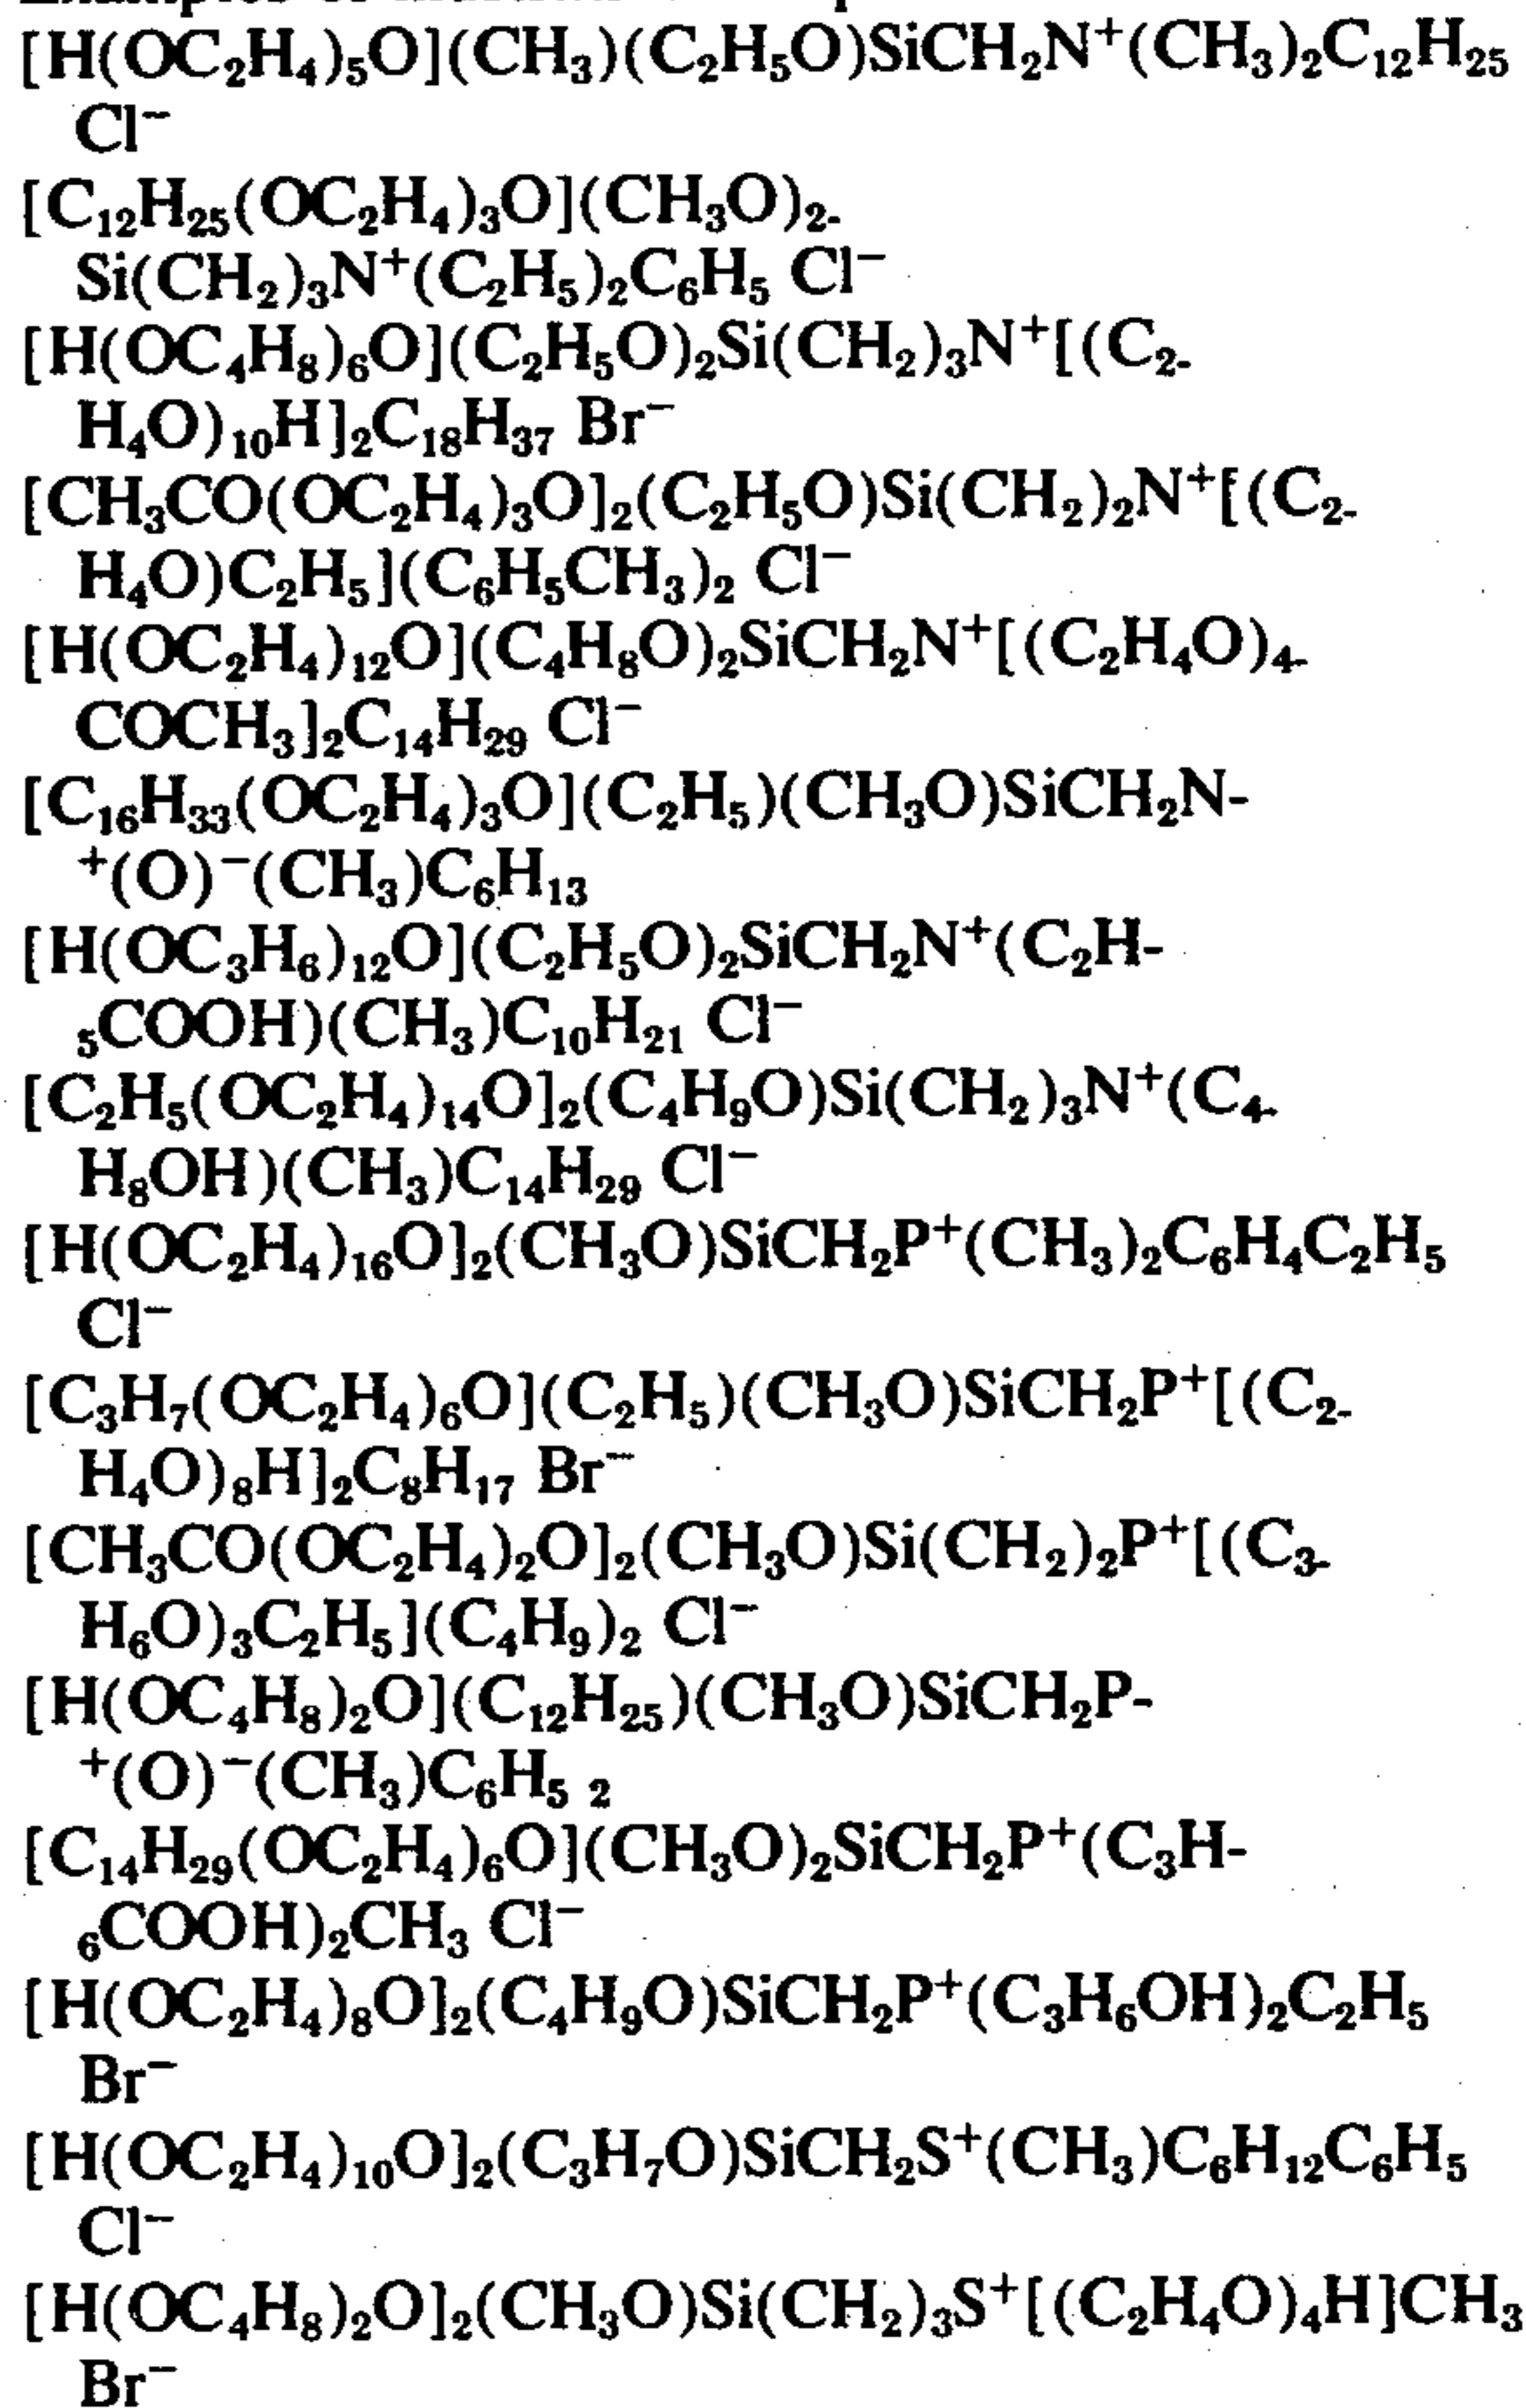 [H(OC₂H₄)₅O](CH₃)(C₂H₅O)SiCH₂N⁺(CH₃)₂C₁₂H₂₅
Cl⁻
[C₁₂H₂₅(OC₂H₄)₃O](CH₃O)₂-
Si(CH₂)₃N⁺(C₂H₅)₂C₆H₅ Cl⁻
[H(OC₄H₈)₆O](C₂H₅O)₂Si(CH₂)₃N⁺[(C₂-
H₄O)₁₀H]₂C₁₈H₃₇ Br⁻
[CH₃CO(OC₂H₄)₃O]₂(C₂H₅O)Si(CH₂)₂N⁺[(C₂-
H₄O)C₂H₅](C₆H₅CH₃)₂ Cl⁻
[H(OC₂H₄)₁₂O](C₄H₈O)₂SiCH₂N⁺[(C₂H₄O)₄-
COCH₃]₂C₁₄H₂₉ Cl⁻
[C₁₆H₃₃(OC₂H₄)₃O](C₂H₅)(CH₃O)SiCH₂N-
⁺(O)⁻(CH₃)C₆H₁₃
[H(OC₃H₆)₁₂O](C₂H₅O)₂SiCH₂N⁺(C₂H-
₅COOH)(CH₃)C₁₀H₂₁ Cl⁻
[C₂H₅(OC₂H₄)₁₄O]₂(C₄H₉O)Si(CH₂)₃N⁺(C₄-
H₈OH)(CH₃)C₁₄H₂₉ Cl⁻
[H(OC₂H₄)₁₆O]₂(CH₃O)SiCH₂P⁺(CH₃)₂C₆H₄C₂H₅
Cl⁻
[C₃H₇(OC₂H₄)₆O](C₂H₅)(CH₃O)SiCH₂P⁺[(C₂-
H₄O)₈H]₂C₈H₁₇ Br⁻
[CH₃CO(OC₂H₄)₂O]₂(CH₃O)Si(CH₂)₂P⁺[(C₃-
H₆O)₃C₂H₅](C₄H₉)₂ Cl⁻
[H(OC₄H₈)₂O](C₁₂H₂₅)(CH₃O)SiCH₂P-
⁺(O)⁻(CH₃)C₆H₅ ₂
[C₁₄H₂₉(OC₂H₄)₆O](CH₃O)₂SiCH₂P⁺(C₃H-
₆COOH)₂CH₃ Cl⁻
[H(OC₂H₄)₈O]₂(C₄H₉O)SiCH₂P⁺(C₃H₆OH)₂C₂H₅
Br⁻
[H(OC₂H₄)₁₀O]₂(C₃H₇O)SiCH₂S⁺(CH₃)C₆H₁₂C₆H₅
Cl⁻
[H(OC₄H₈)₂O]₂(CH₃O)Si(CH₂)₃S⁺[(C₂H₄O)₄H]CH₃
Br⁻